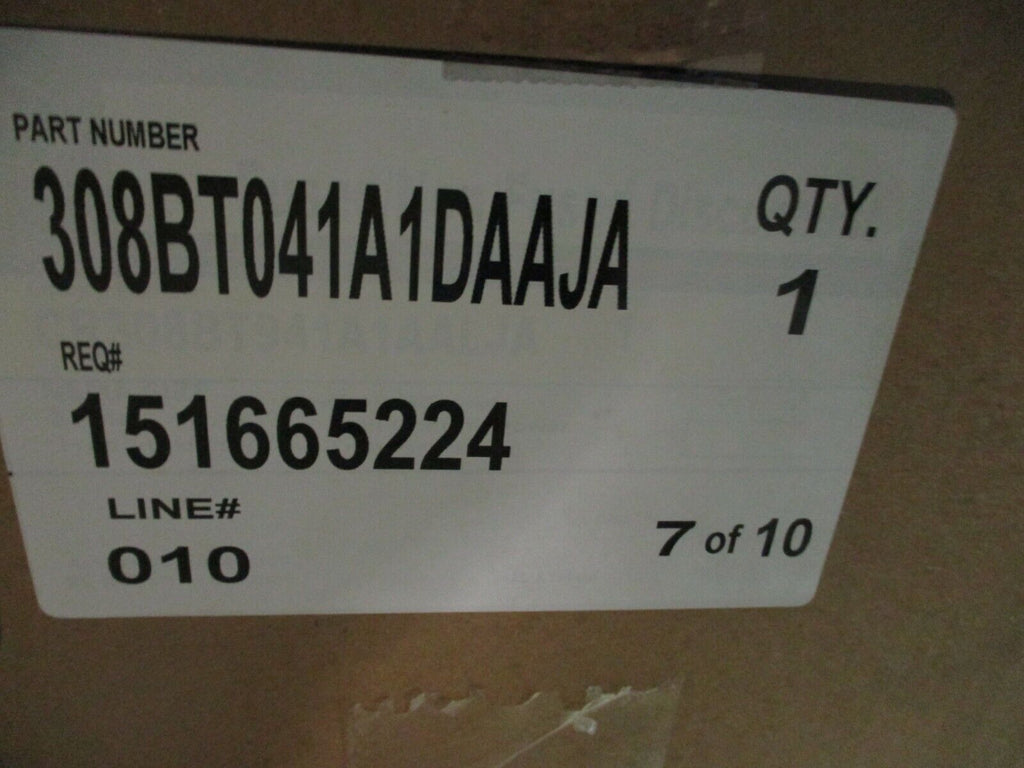 PART NUMBER
308BT041A1DAAJA
QTY.
1
REQ#
151665224
LINE#
010
7 of 10